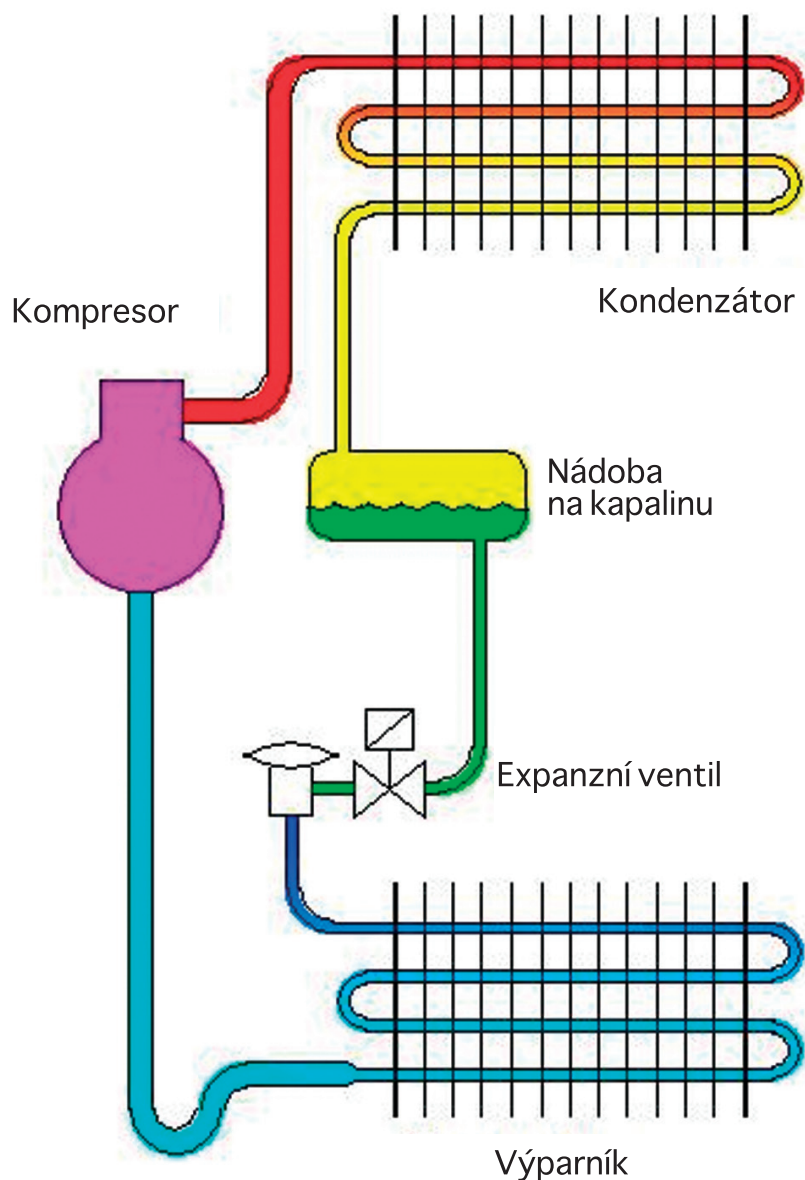 Kondenzátor
Kompresor
Nádoba
na kapalinu
Expanzní ventil
Výparník